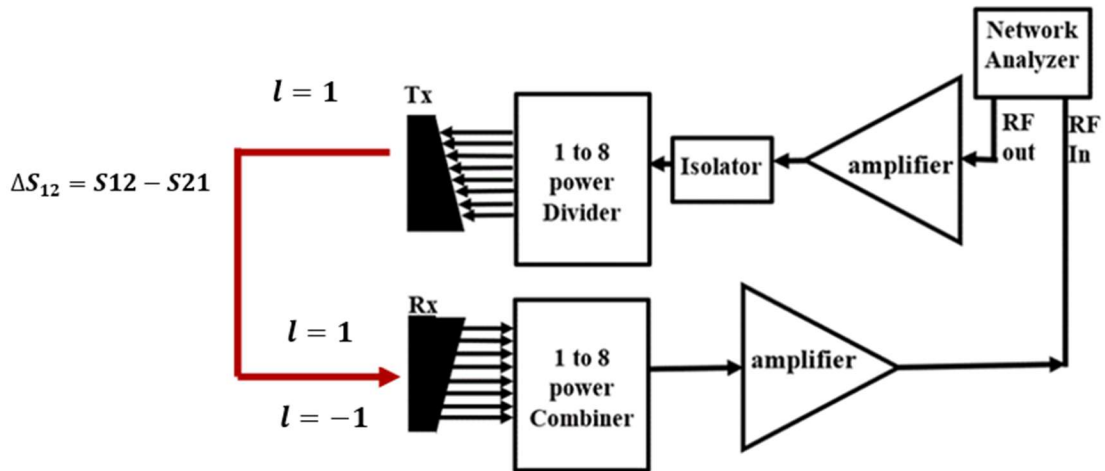 Network
Analyzer
l = 1
Tx
RF
out
RF
In
1 to 8
power
Divider
Isolator
amplifier
ΔS₁₂ = S12 − S21
l = 1
Rx
1 to 8
power
Combiner
amplifier
l = −1